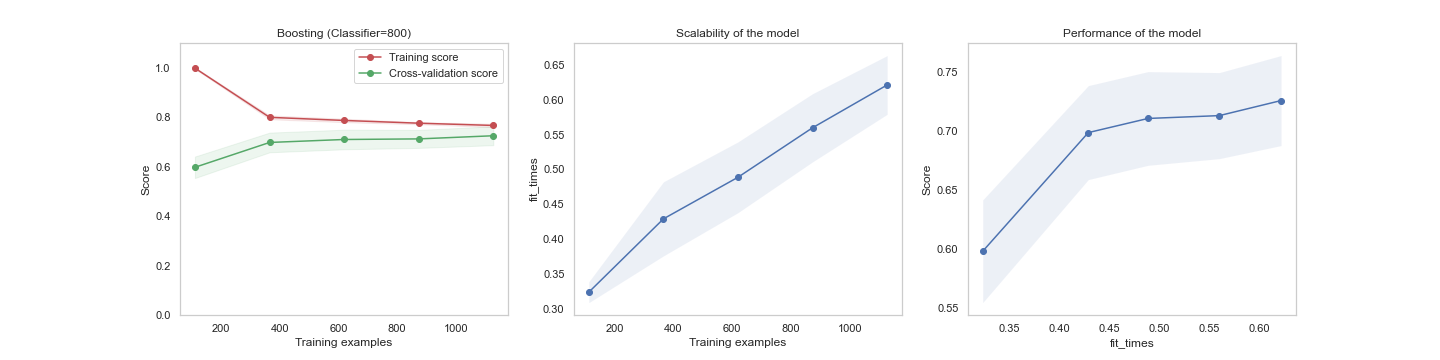 Boosting (Classifier=800)
Training score
Cross-validation score
1.0
0.8
0.6
0.4
0.2
0.0
Score
200 400 600 800 1000
Training examples
Scalability of the model
0.65
0.60
0.55
0.50
0.45
0.40
0.35
0.30
fit_times
200 400 600 800 1000
Training examples
Performance of the model
0.75
0.70
0.65
0.60
0.55
Score
0.35 0.40 0.45 0.50 0.55 0.60
fit_times